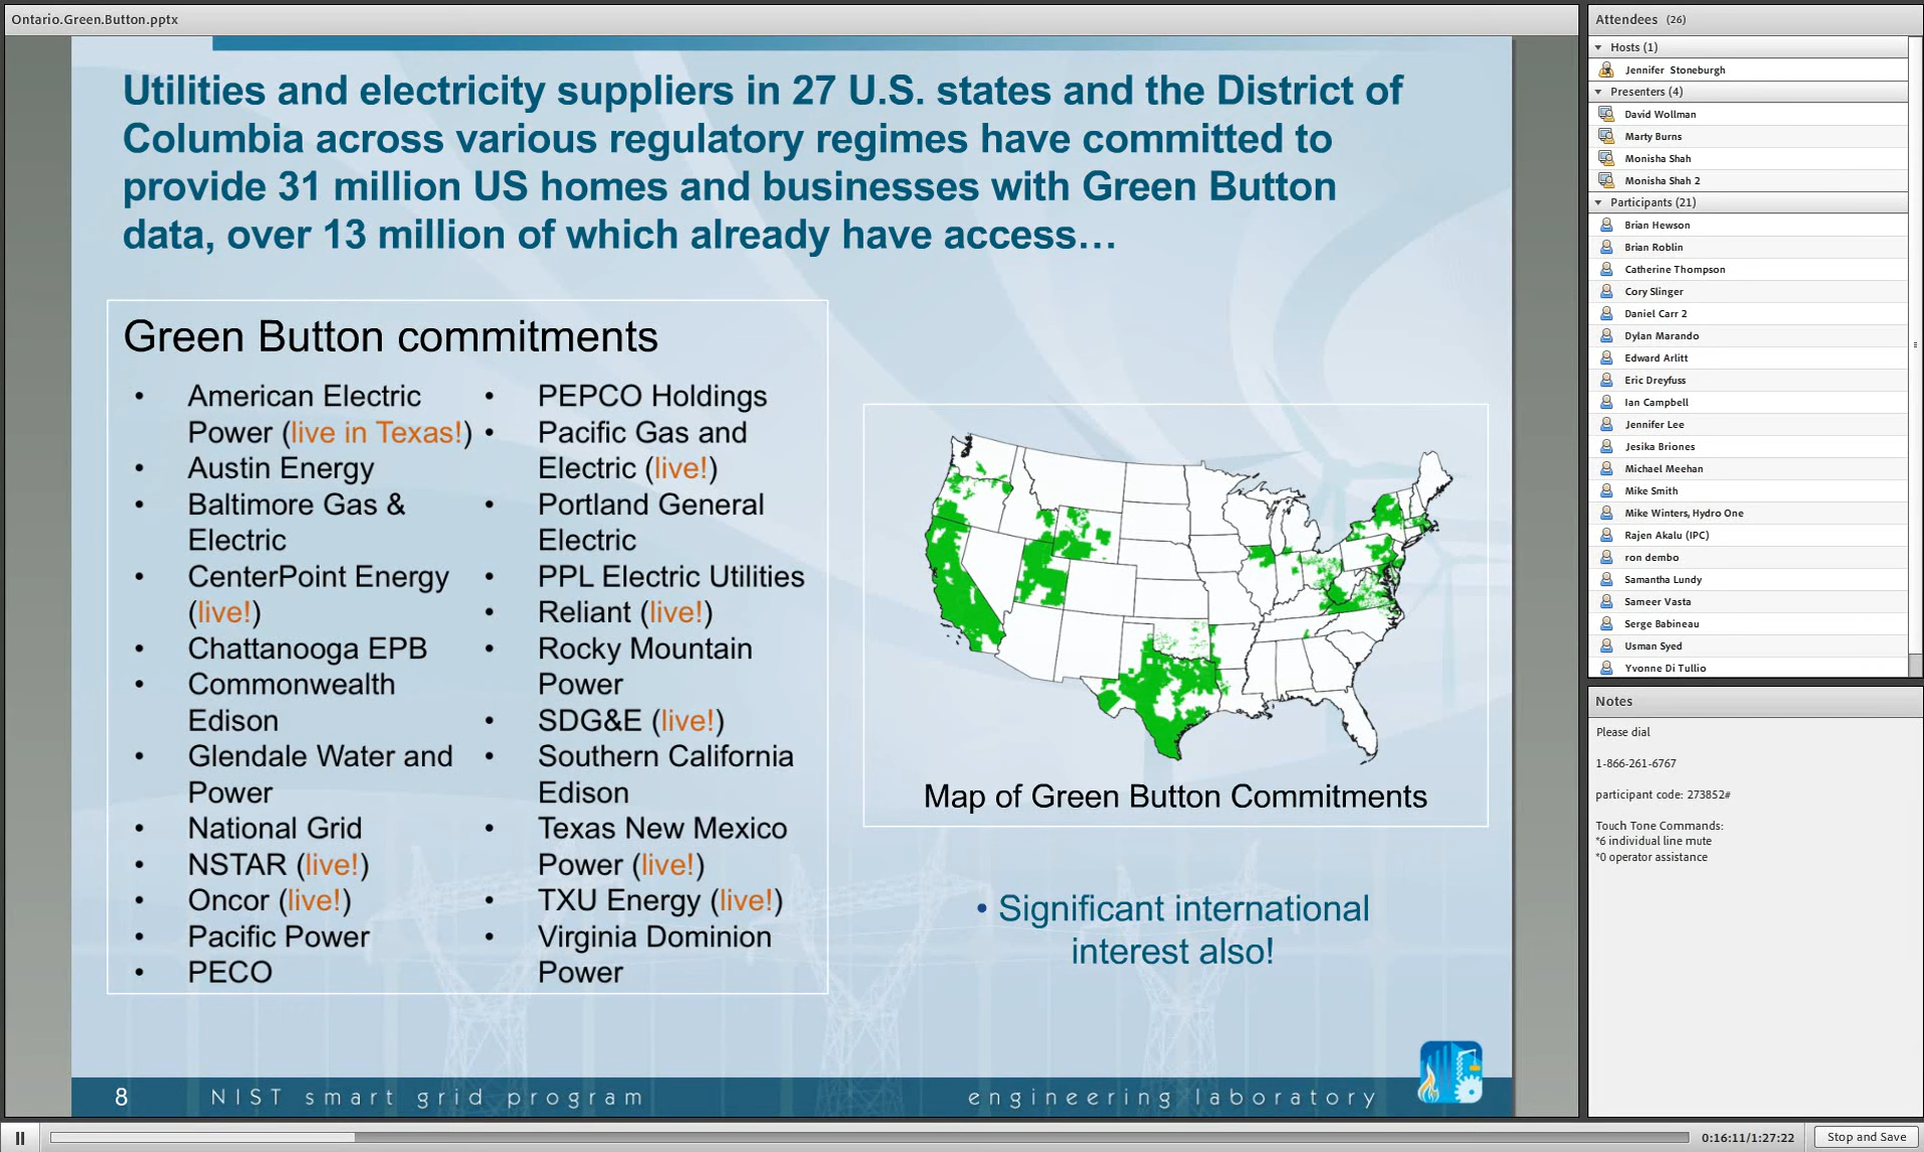 Ontario.Green.Button.pptx
Utilities and electricity suppliers in 27 U.S. states and the District of
Columbia across various regulatory regimes have committed to
provide 31 million US homes and businesses with Green Button
data, over 13 million of which already have access…
Green Button commitments
• American Electric
Power (live in Texas!)
• Austin Energy
• Baltimore Gas &
Electric
• CenterPoint Energy
(live!)
• Chattanooga EPB
• Commonwealth
Edison
• Glendale Water and
Power
• National Grid
• NSTAR (live!)
• Oncor (live!)
• Pacific Power
• PECO
• PEPCO Holdings
• Pacific Gas and
Electric (live!)
• Portland General
Electric
• PPL Electric Utilities
• Reliant (live!)
• Rocky Mountain
Power
• SDG&E (live!)
• Southern California
Edison
• Texas New Mexico
Power (live!)
• TXU Energy (live!)
• Virginia Dominion
Power
Map of Green Button Commitments
• Significant international
interest also!
8 NIST smart grid program engineering laboratory
Attendees (26)
Hosts (1)
Jennifer Stoneburgh
Presenters (4)
David Wollman
Marty Burns
Monisha Shah
Monisha Shah 2
Participants (21)
Brian Hewson
Brian Roblin
Catherine Thompson
Cory Slinger
Daniel Carr 2
Dylan Marando
Edward Arlitt
Eric Dreyfuss
Ian Campbell
Jennifer Lee
Jesika Briones
Michael Meehan
Mike Smith
Mike Winters, Hydro One
Rajen Akalu (IPC)
ron dembo
Samantha Lundy
Sameer Vasta
Serge Babineau
Usman Syed
Yvonne Di Tullio
Notes
Please dial
1-866-261-6767
participant code: 273852#
Touch Tone Commands:
*6 individual line mute
*0 operator assistance
0:16:11/1:27:22
Stop and Save